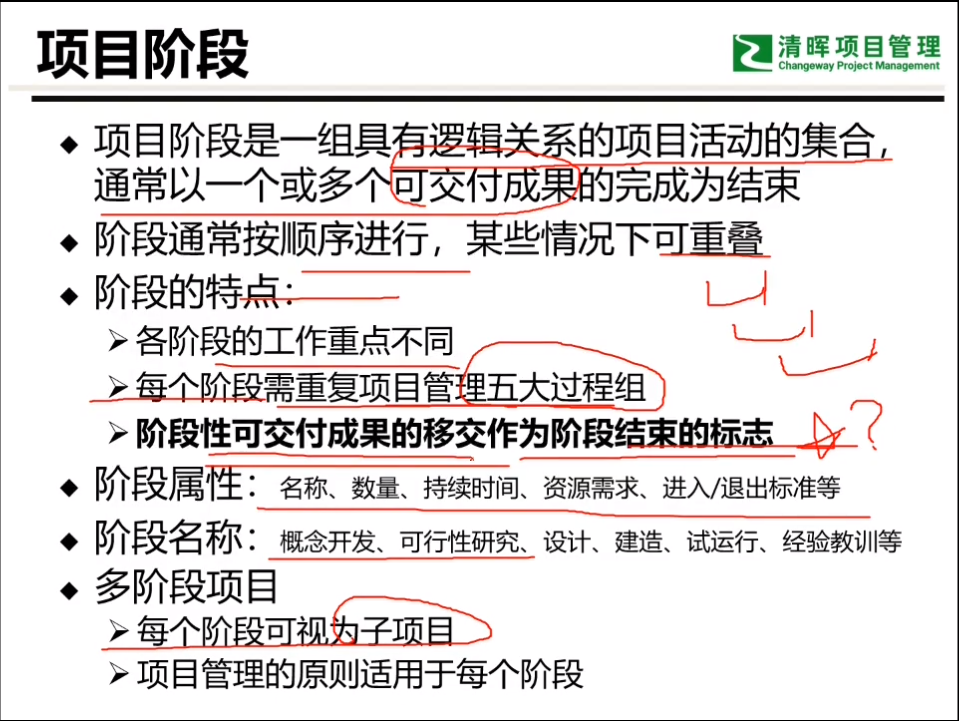 项目阶段
清晖项目管理
Changeway Project Management
◆ 项目阶段是一组具有逻辑关系的项目活动的集合，
通常以一个或多个可交付成果的完成为结束
◆ 阶段通常按顺序进行，某些情况下可重叠
◆ 阶段的特点：
➢ 各阶段的工作重点不同
➢ 每个阶段需重复项目管理五大过程组
➢ 阶段性可交付成果的移交作为阶段结束的标志 ?
◆ 阶段属性：名称、数量、持续时间、资源需求、进入/退出标准等
◆ 阶段名称：概念开发、可行性研究、设计、建造、试运行、经验教训等
◆ 多阶段项目
➢ 每个阶段可视为子项目
➢ 项目管理的原则适用于每个阶段